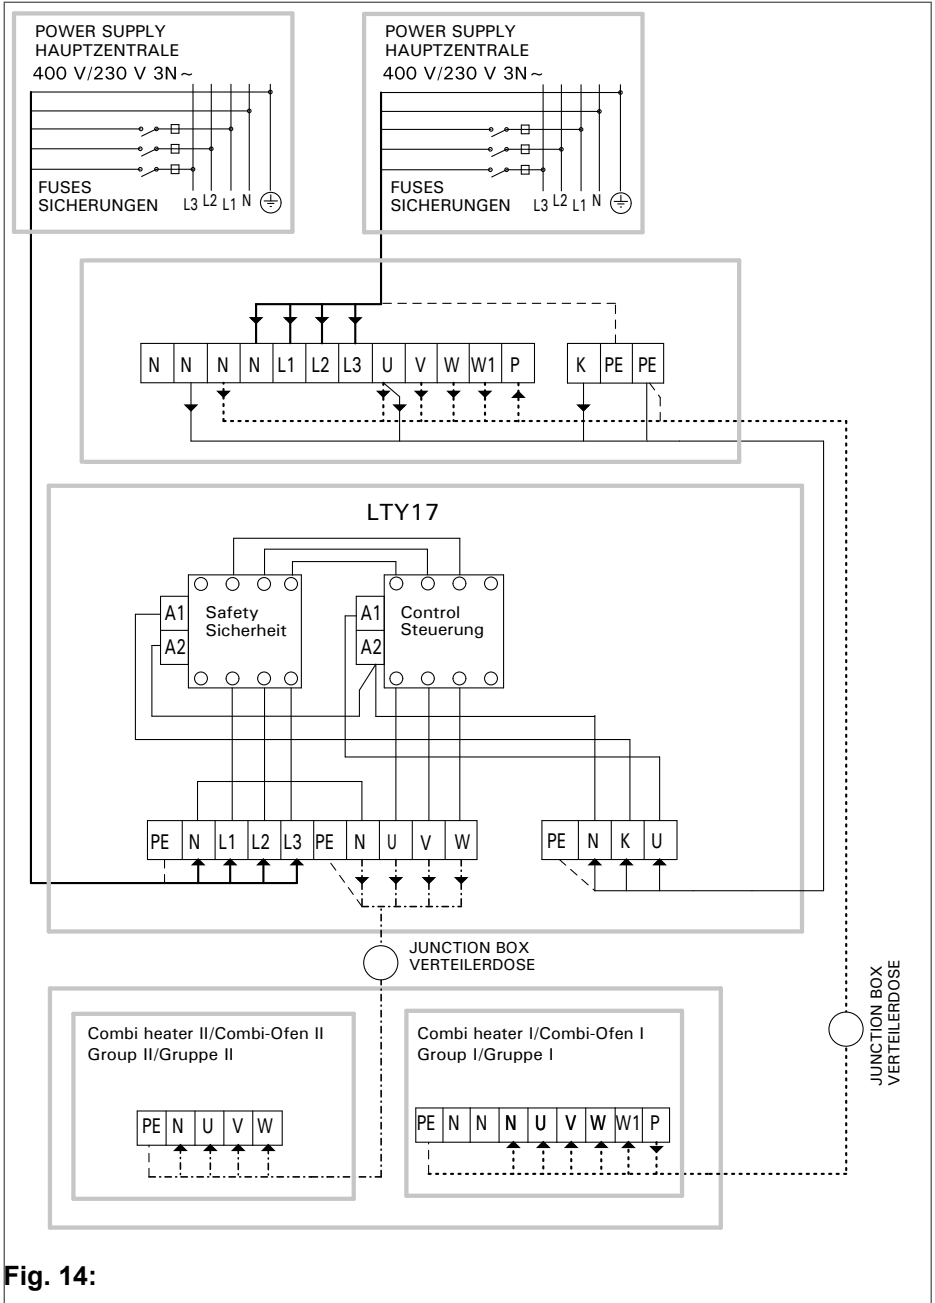 POWER SUPPLY
HAUPTZENTRALE
400 V/230 V 3N ~
FUSES
SICHERUNGEN
L3 L2 L1 N
POWER SUPPLY
HAUPTZENTRALE
400 V/230 V 3N ~
FUSES
SICHERUNGEN
L3 L2 L1 N
N N N N L1 L2 L3 U V W W1 P
K PE PE
LTY17
A1
A2
Safety
Sicherheit
A1
A2
Control
Steuerung
PE N L1 L2 L3 PE N U V W
PE N K U
JUNCTION BOX
VERTEILERDOSE
JUNCTION BOX
VERTEILERDOSE
Combi heater II/Combi-Ofen II
Group II/Gruppe II
PE N U V W
Combi heater I/Combi-Ofen I
Group I/Gruppe I
PE N N N U V W W1 P
Fig. 14: